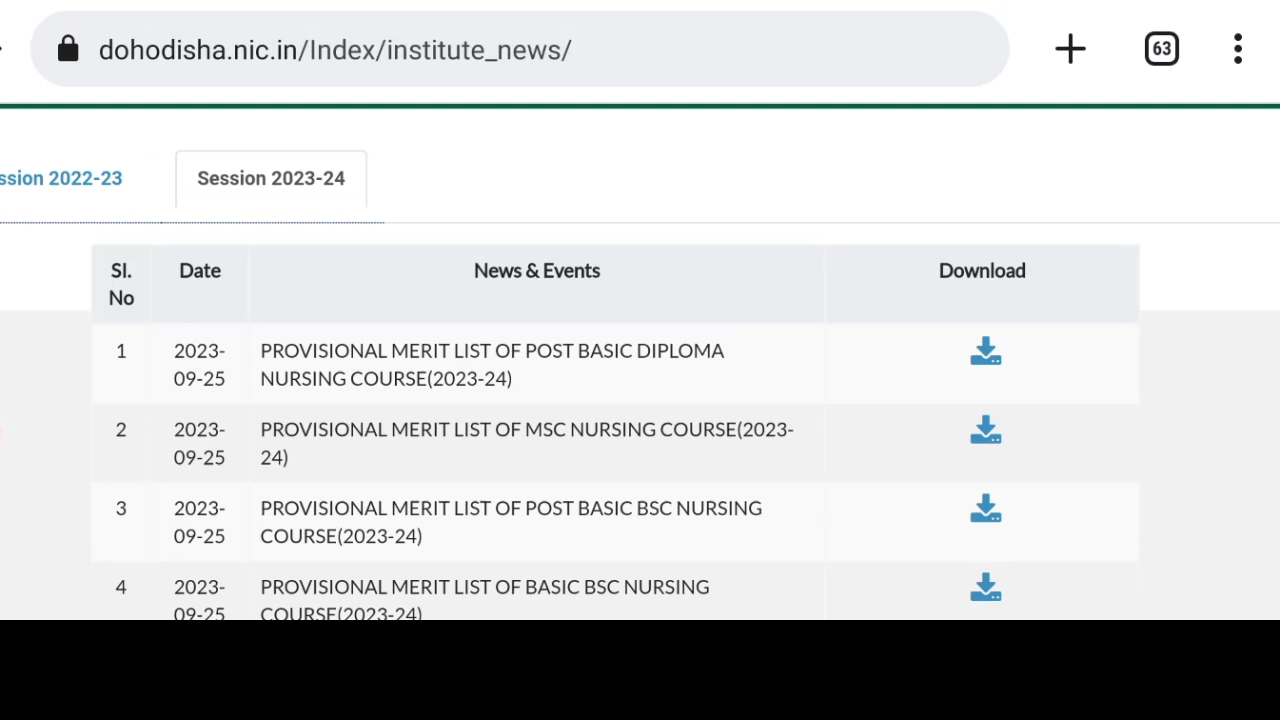 dohodisha.nic.in/Index/institute_news/
63
ssion 2022-23
Session 2023-24
Sl. No
Date
News & Events
Download
1
2023-
09-25
PROVISIONAL MERIT LIST OF POST BASIC DIPLOMA
NURSING COURSE(2023-24)
2
2023-
09-25
PROVISIONAL MERIT LIST OF MSC NURSING COURSE(2023-
24)
3
2023-
09-25
PROVISIONAL MERIT LIST OF POST BASIC BSC NURSING
COURSE(2023-24)
4
2023-
09-25
PROVISIONAL MERIT LIST OF BASIC BSC NURSING
COURSE(2023-24)